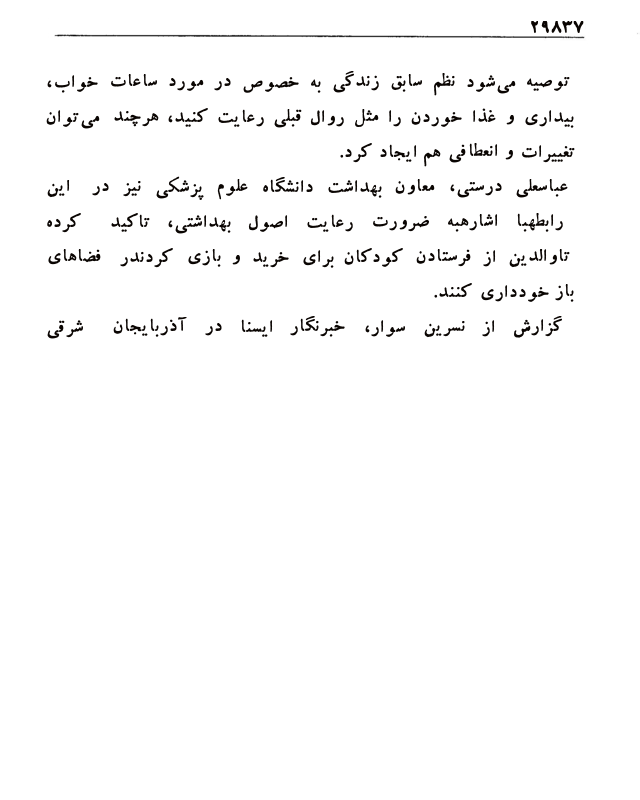 ۲۹۸۳۷
توصیه می‌شود نظم سابق زندگی به خصوص در مورد ساعات خواب،
بیداری و غذا خوردن را مثل روال قبلی رعایت کنید، هرچند می‌توان
تغییرات و انعطافی هم ایجاد کرد.
عباسعلی درستی، معاون بهداشت دانشگاه علوم پزشکی نیز در این
رابطهبا اشارهبه ضرورت رعایت اصول بهداشتی، تاکید کرده
تاوالدین از فرستادن کودکان برای خرید و بازی کردندر فضاهای
باز خودداری کنند.
گزارش از نسرین سوار، خبرنگار ایسنا در آذربایجان شرقی